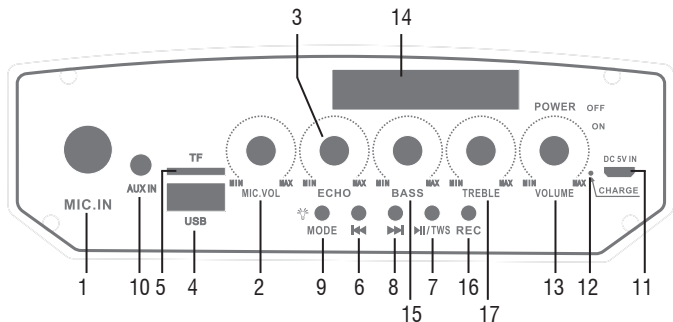 3 14
POWER OFF
ON
TF
DC 5V IN
AUX IN
MIN MAX MIN MAX MIN MAX MIN MAX MIN MAX
MIC.VOL ECHO BASS TREBLE VOLUME CHARGE
MIC.IN
USB
MODE /TWS REC
1 10 5 4 2 9 6 8 7 16 13 12 11
15 17